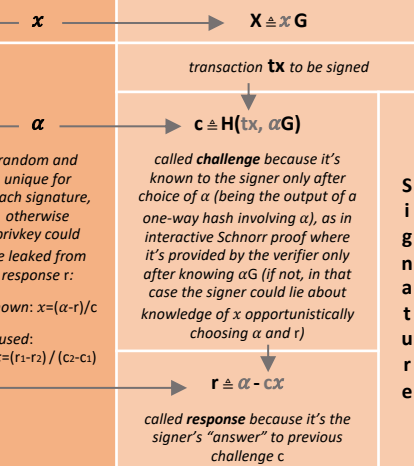 x
X ≜ x G
transaction tx to be signed
α
c ≜ H(tx, αG)
random and
unique for
each signature,
otherwise
privkey could
be leaked from
response r:
known: x=(α-r)/c
used:
x=(r₁-r₂) / (c₂-c₁)
called challenge because it's
known to the signer only after
choice of α (being the output of a
one-way hash involving α), as in
interactive Schnorr proof where
it's provided by the verifier only
after knowing αG (if not, in that
case the signer could lie about
knowledge of x opportunistically
choosing α and r)
r ≜ α - cx
called response because it's the
signer's "answer" to previous
challenge c
Signature